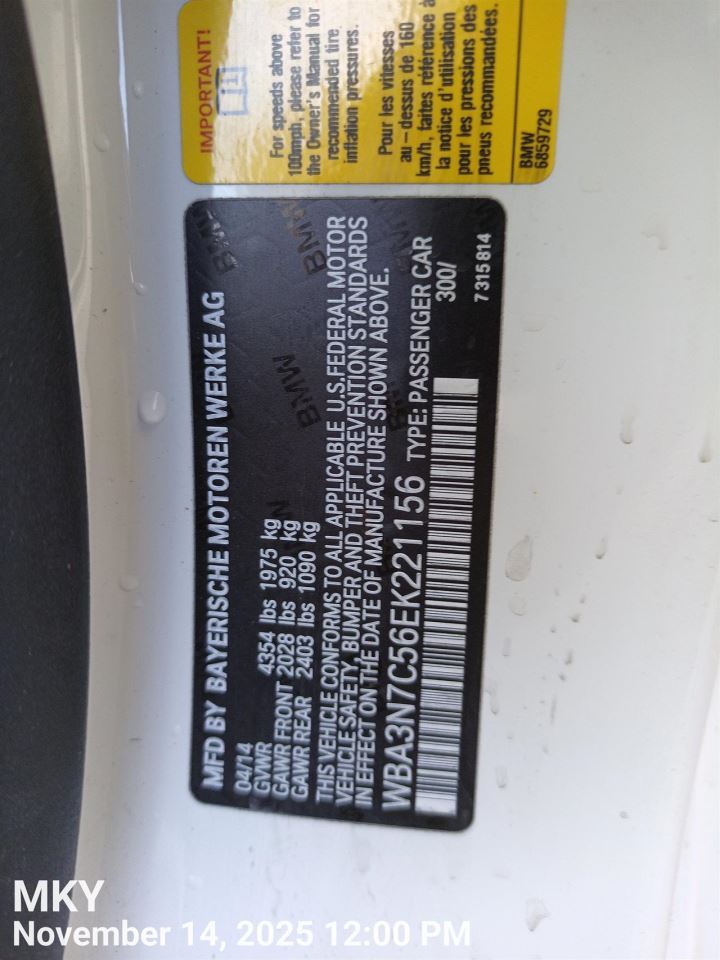 IMPORTANT!
For speeds above
100mph, please refer to
the Owner's Manual for
recommended tire
inflation pressures.
Pour les vitesses
au-dessus de 160
km/h, faites référence à
la notice d'utilisation
pour les pressions des
pneus recommandées.
BMW
6859729
MFD BY BAYERISCHE MOTOREN WERKE AG
04/14
GVWR 4354 lbs 1975 kg
GAWR FRONT 2028 lbs 920 kg
GAWR REAR 2403 lbs 1090 kg
THIS VEHICLE CONFORMS TO ALL APPLICABLE U.S.FEDERAL MOTOR
VEHICLE SAFETY, BUMPER AND THEFT PREVENTION STANDARDS
IN EFFECT ON THE DATE OF MANUFACTURE SHOWN ABOVE.
WBA3N7C56EK221156 TYPE: PASSENGER CAR
300/
7 315 814
BMW
BMW
BMW
MKY
November 14, 2025 12:00 PM